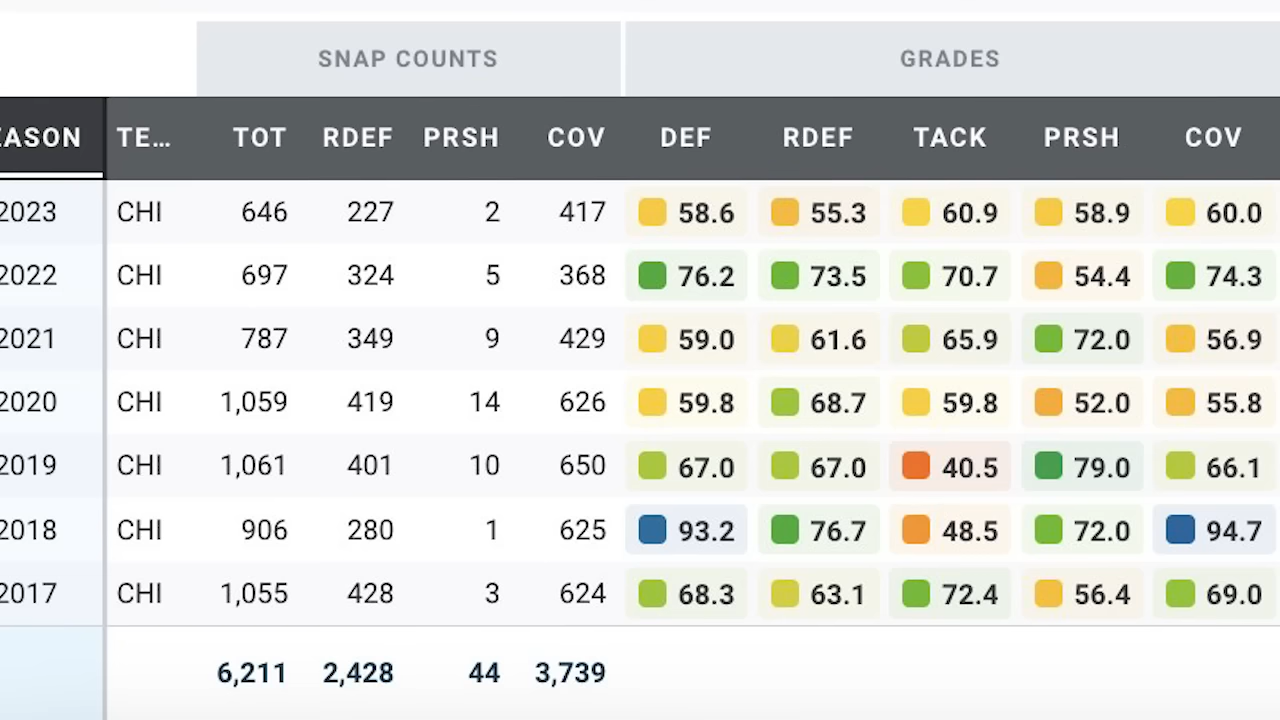 SNAP COUNTS GRADES
EASON TE... TOT RDEF PRSH COV DEF RDEF TACK PRSH COV
2023 CHI 646 227 2 417 58.6 55.3 60.9 58.9 60.0
2022 CHI 697 324 5 368 76.2 73.5 70.7 54.4 74.3
2021 CHI 787 349 9 429 59.0 61.6 65.9 72.0 56.9
2020 CHI 1,059 419 14 626 59.8 68.7 59.8 52.0 55.8
2019 CHI 1,061 401 10 650 67.0 67.0 40.5 79.0 66.1
2018 CHI 906 280 1 625 93.2 76.7 48.5 72.0 94.7
2017 CHI 1,055 428 3 624 68.3 63.1 72.4 56.4 69.0
6,211 2,428 44 3,739